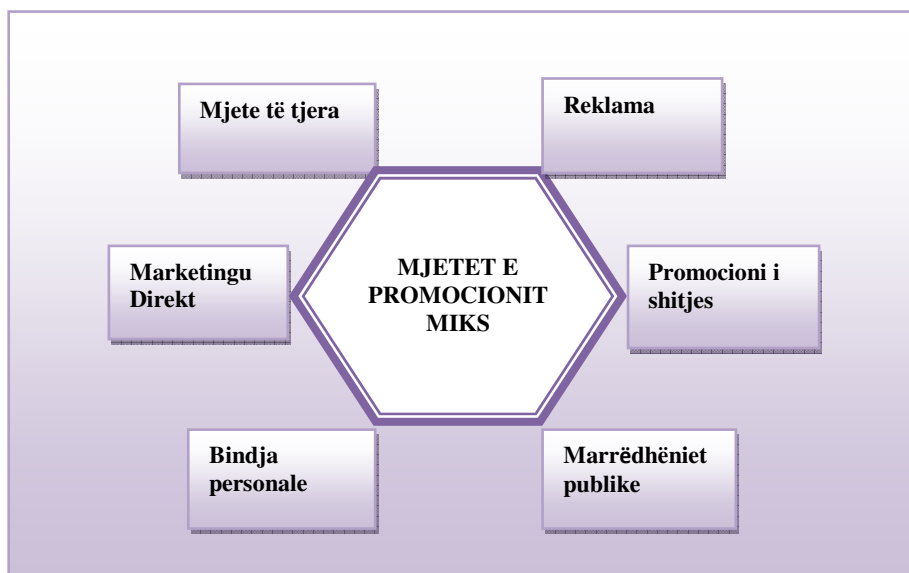 Mjete të tjera
Reklama
Marketingu
Direkt
MJETET E
PROMOCIONIT
MIKS
Promocioni i
shitjes
Bindja
personale
Marrëdhëniet
publike